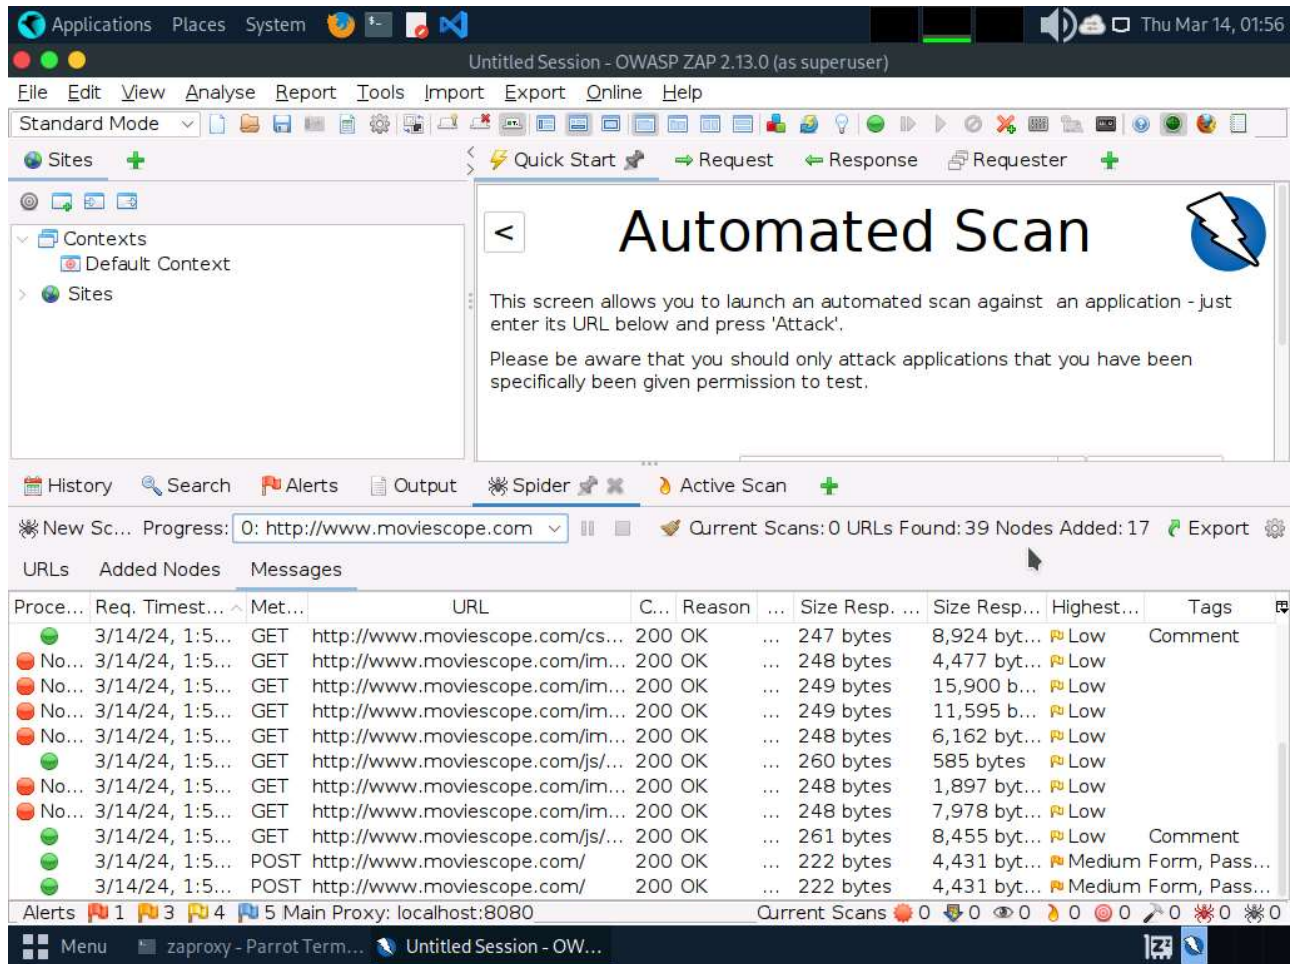 Applications Places System Thu Mar 14, 01:56
Untitled Session - OWASP ZAP 2.13.0 (as superuser)
File Edit View Analyse Report Tools Import Export Online Help
Standard Mode
Sites Quick Start Request Response Requester
<
Automated Scan
Contexts
Default Context
Sites
This screen allows you to launch an automated scan against an application - just
enter its URL below and press 'Attack'.
Please be aware that you should only attack applications that you have been
specifically been given permission to test.
History Search Alerts Output Spider Active Scan
New Sc... Progress: 0: http://www.moviescope.com Current Scans: 0 URLs Found: 39 Nodes Added: 17 Export
URLs Added Nodes Messages
Proce... Req. Timest... Met... URL C... Reason ... Size Resp. ... Size Resp... Highest... Tags
3/14/24, 1:5... GET http://www.moviescope.com/cs... 200 OK ... 247 bytes 8,924 byt... Low Comment
No... 3/14/24, 1:5... GET http://www.moviescope.com/im... 200 OK ... 248 bytes 4,477 byt... Low
No... 3/14/24, 1:5... GET http://www.moviescope.com/im... 200 OK ... 249 bytes 15,900 b... Low
No... 3/14/24, 1:5... GET http://www.moviescope.com/im... 200 OK ... 249 bytes 11,595 b... Low
No... 3/14/24, 1:5... GET http://www.moviescope.com/im... 200 OK ... 248 bytes 6,162 byt... Low
3/14/24, 1:5... GET http://www.moviescope.com/js/... 200 OK ... 260 bytes 585 bytes Low
No... 3/14/24, 1:5... GET http://www.moviescope.com/im... 200 OK ... 248 bytes 1,897 byt... Low
No... 3/14/24, 1:5... GET http://www.moviescope.com/im... 200 OK ... 248 bytes 7,978 byt... Low
3/14/24, 1:5... GET http://www.moviescope.com/js/... 200 OK ... 261 bytes 8,455 byt... Low Comment
3/14/24, 1:5... POST http://www.moviescope.com/ 200 OK ... 222 bytes 4,431 byt... Medium Form, Pass...
3/14/24, 1:5... POST http://www.moviescope.com/ 200 OK ... 222 bytes 4,431 byt... Medium Form, Pass...
Alerts 1 3 4 5 Main Proxy: localhost:8080 Current Scans 0 0 0 0 0 0 0 0
Menu zaproxy - Parrot Term... Untitled Session - OW...